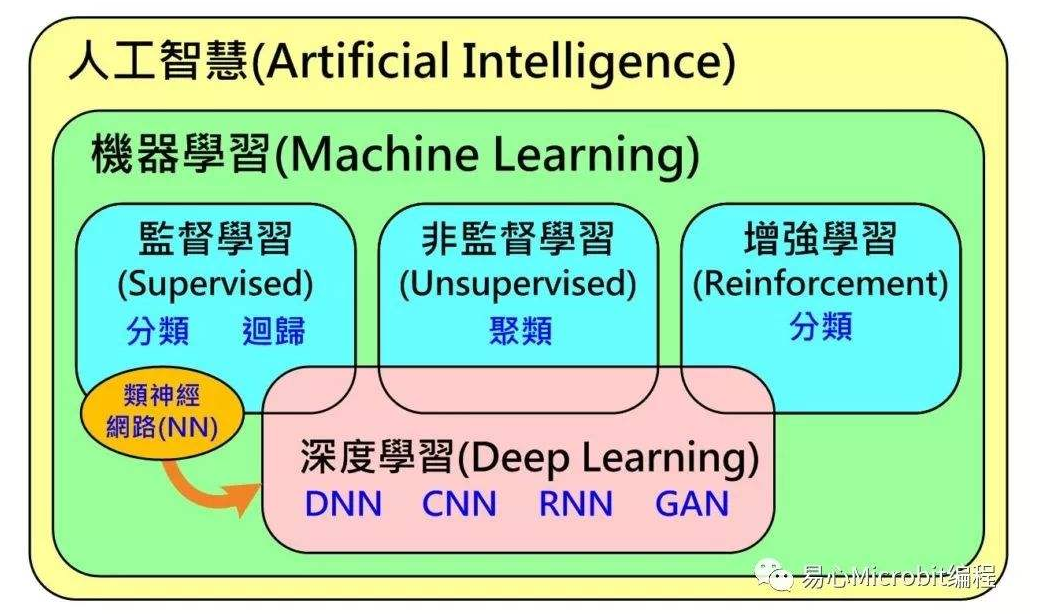 人工智慧(Artificial Intelligence)
機器學習(Machine Learning)
監督學習
(Supervised)
分類 迴歸
非監督學習
(Unsupervised)
聚類
增強學習
(Reinforcement)
分類
類神經
網路(NN)
深度學習(Deep Learning)
DNN CNN RNN GAN
易心Microbit编程